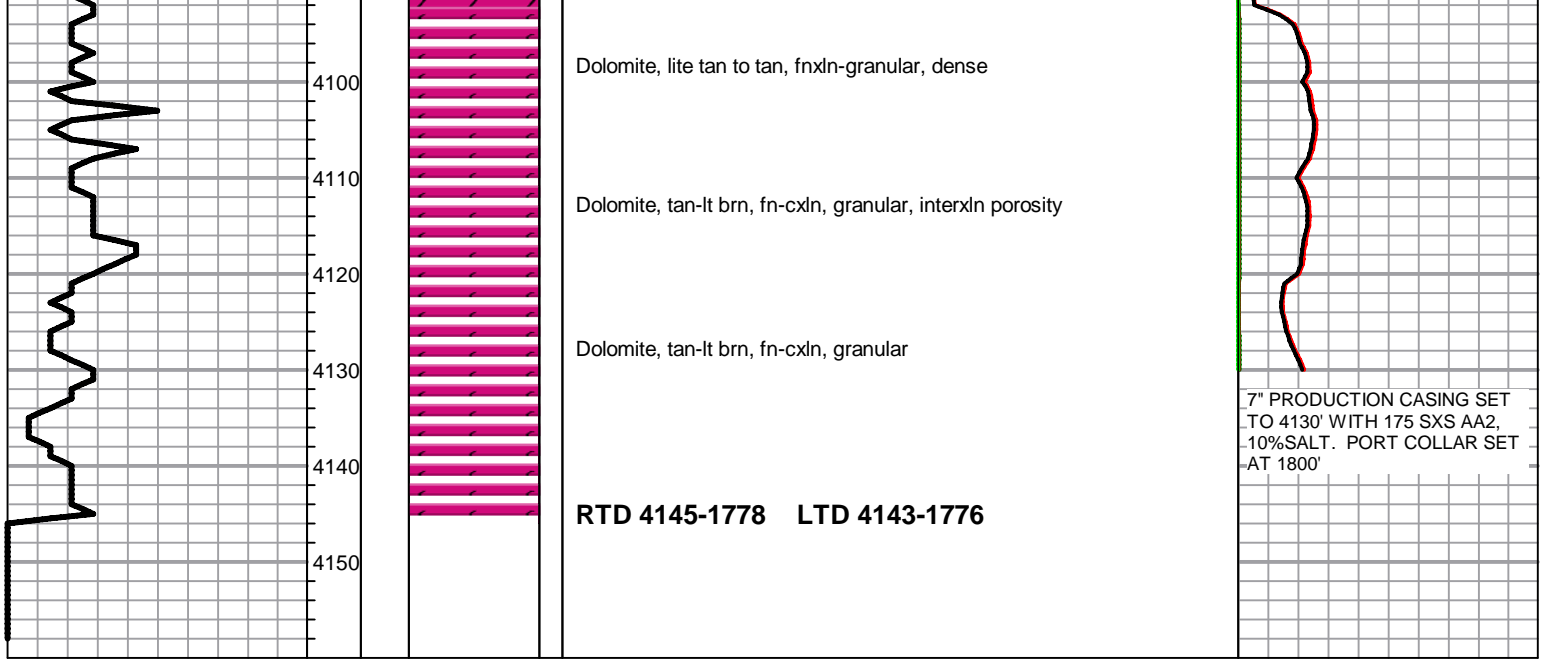 Dolomite, lite tan to tan, fnxln-granular, dense
4100
4110
Dolomite, tan-lt brn, fn-cxln, granular, interxln porosity
4120
Dolomite, tan-lt brn, fn-cxln, granular
4130
7" PRODUCTION CASING SET
TO 4130' WITH 175 SXS AA2,
10%SALT. PORT COLLAR SET
AT 1800'
4140
RTD 4145-1778 LTD 4143-1776
4150